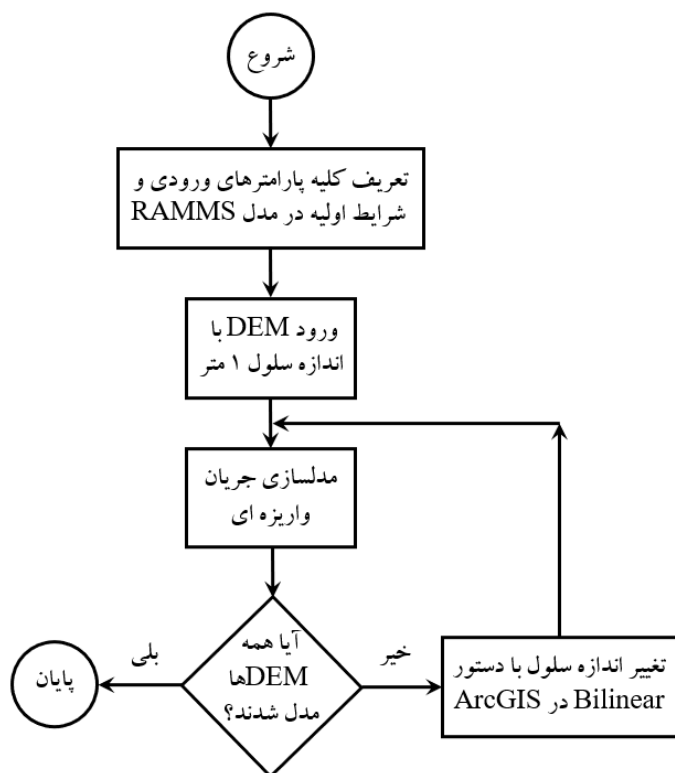 شروع
تعریف کلیه پارامترهای ورودی و
شرایط اولیه در مدل RAMMS
ورود DEM با
اندازه سلول ۱ متر
مدلسازی جریان
واریزه ای
آیا همه
DEMها
مدل شدند؟
خیر
بلی
تغییر اندازه سلول با دستور
Bilinear در ArcGIS
پایان